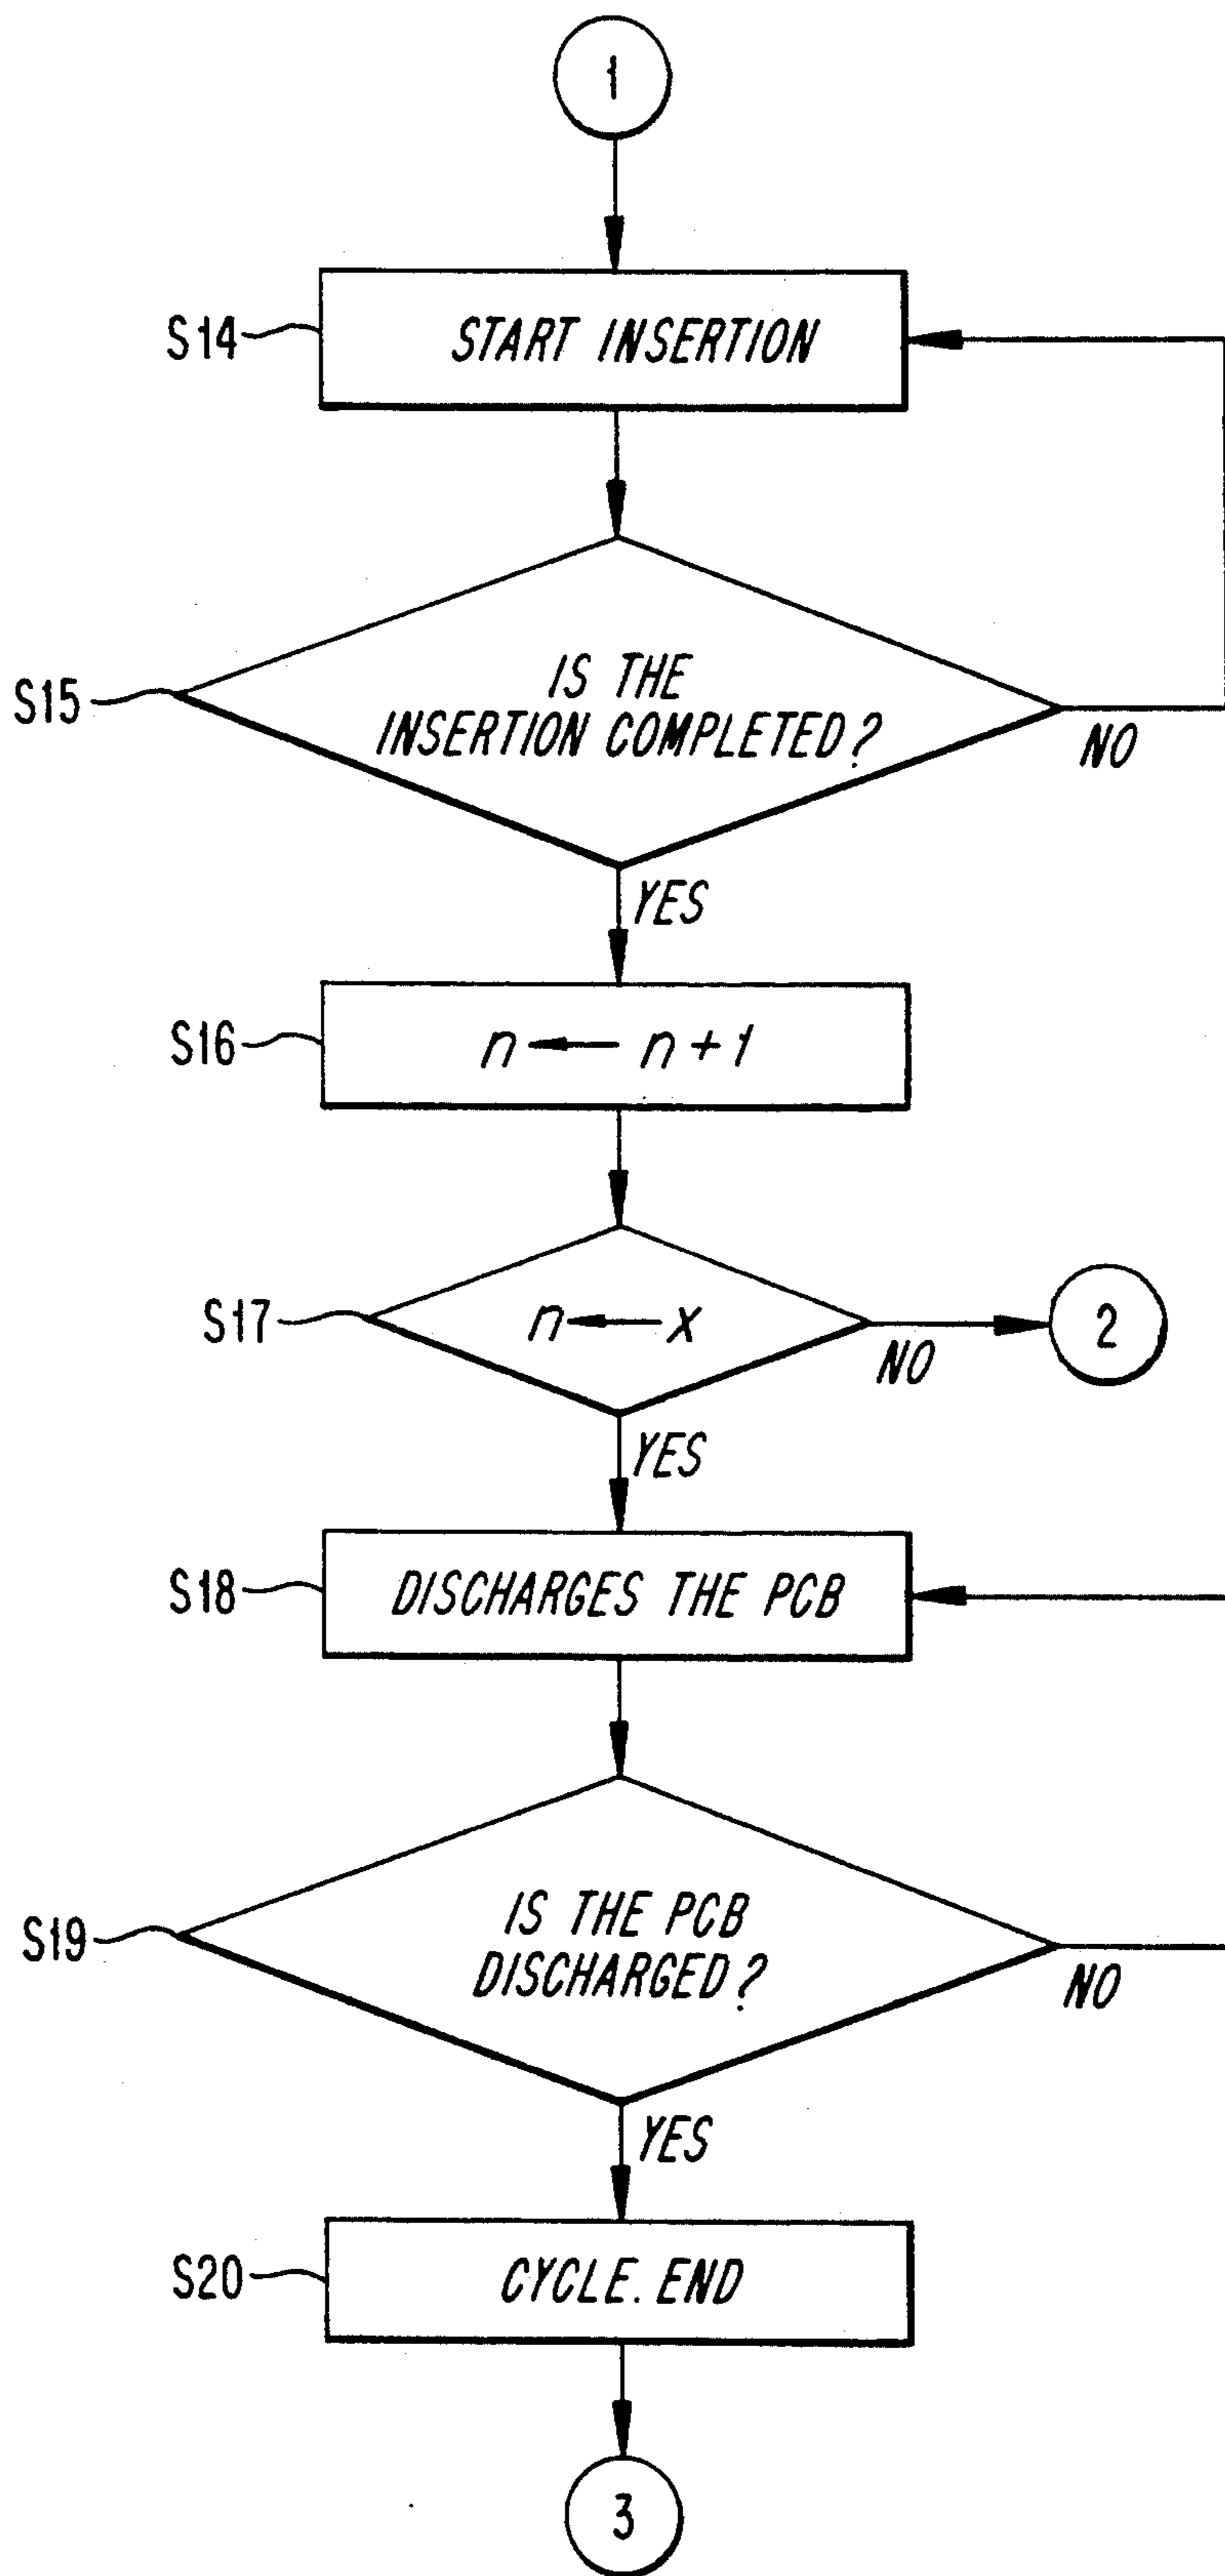 1
S14
START INSERTION
S15
IS THE
INSERTION COMPLETED?
NO
YES
S16
n ← n + 1
S17
n ← x
NO
2
YES
S18
DISCHARGES THE PCB
S19
IS THE PCB
DISCHARGED?
NO
YES
S20
CYCLE. END
3